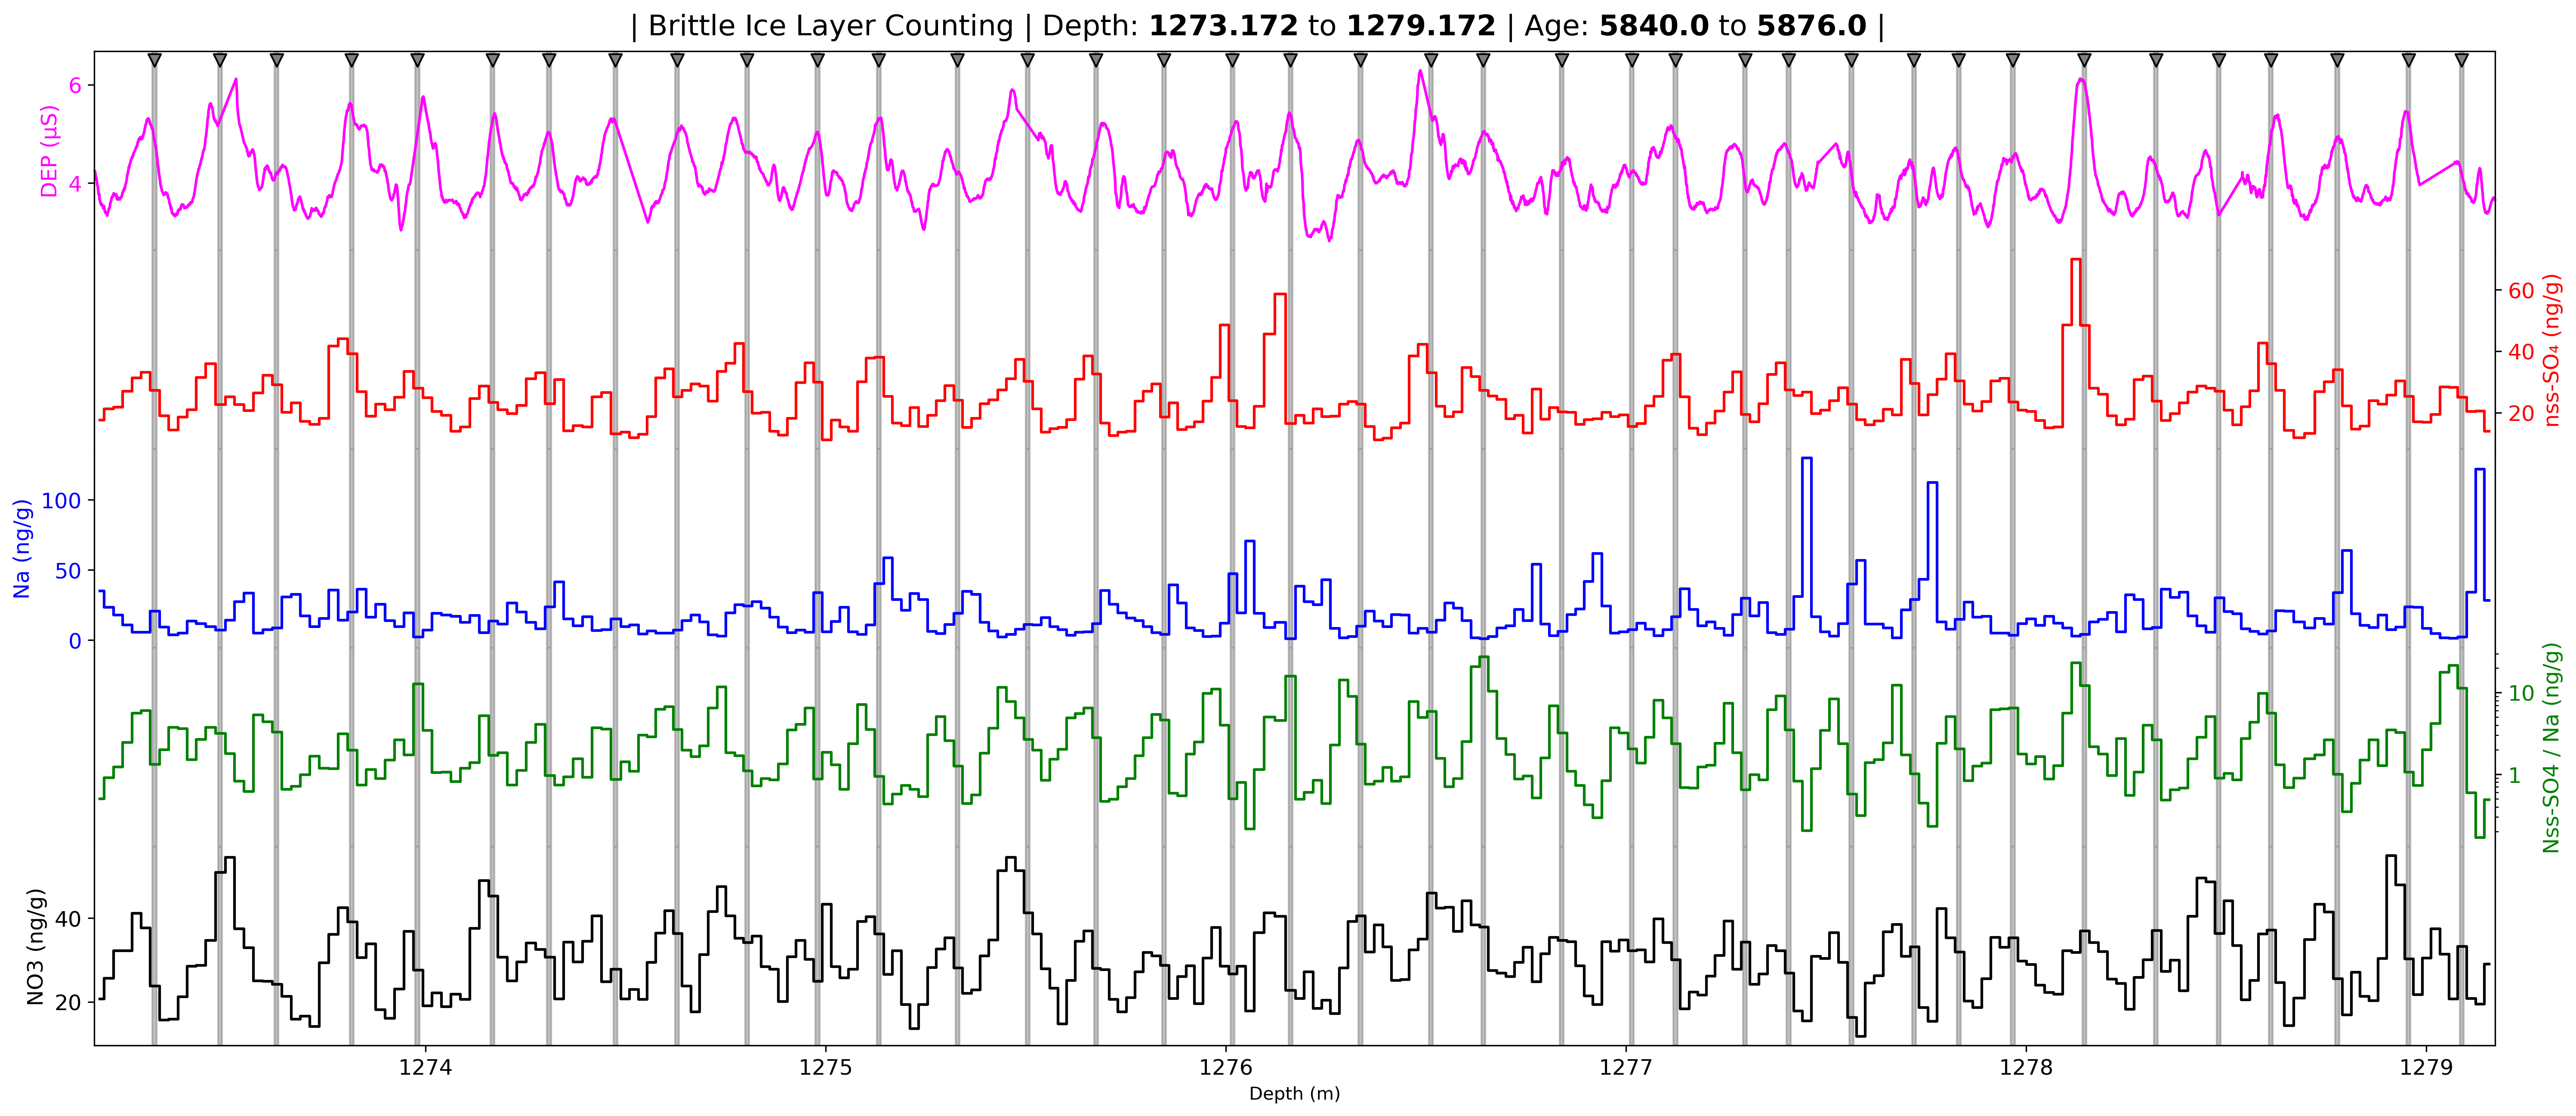 | Brittle Ice Layer Counting | Depth: 1273.172 to 1279.172 | Age: 5840.0 to 5876.0 |
DEP (µS)
6
4
nss-SO₄ (ng/g)
60
40
20
Na (ng/g)
100
50
0
Nss-SO4 / Na (ng/g)
10
1
NO3 (ng/g)
40
20
1274
1275
1276
1277
1278
1279
Depth (m)